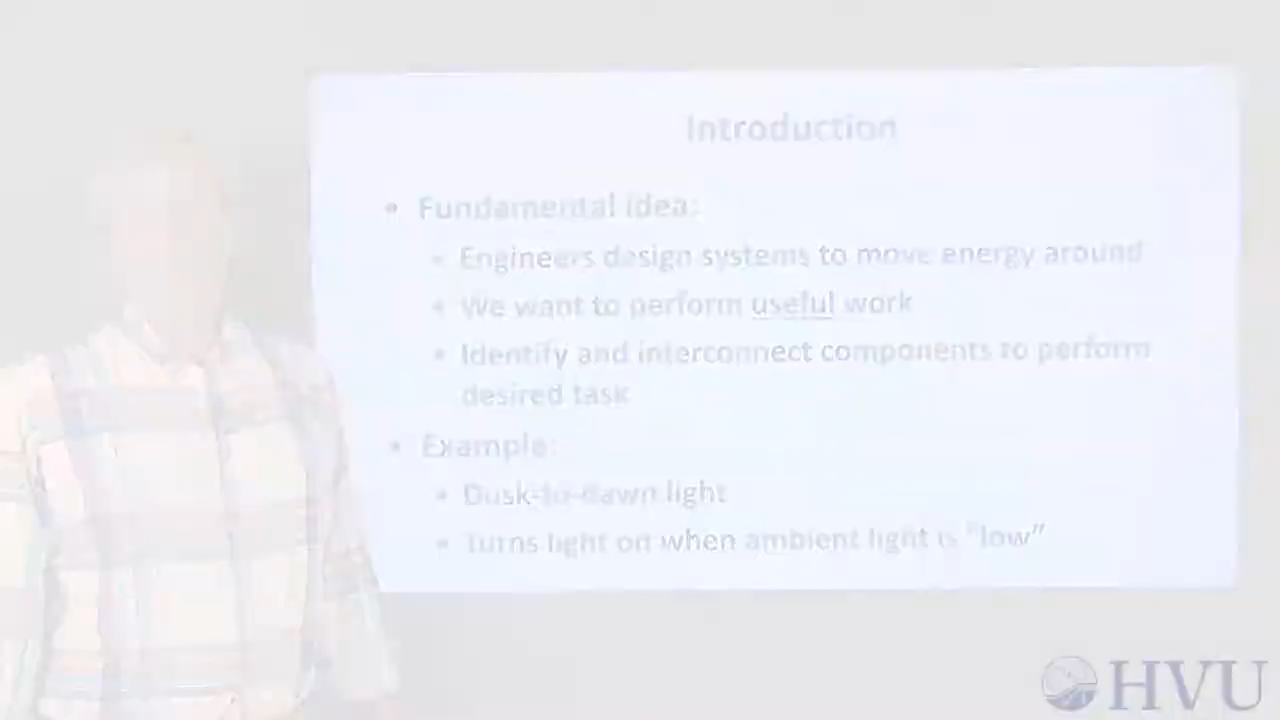 Introduction
• Fundamental idea:
• Engineers design systems to move energy around
• We want to perform useful work
• Identify and interconnect components to perform
desired task
• Example:
• Dusk-to-dawn light
• Turns light on when ambient light is "low"
HVU